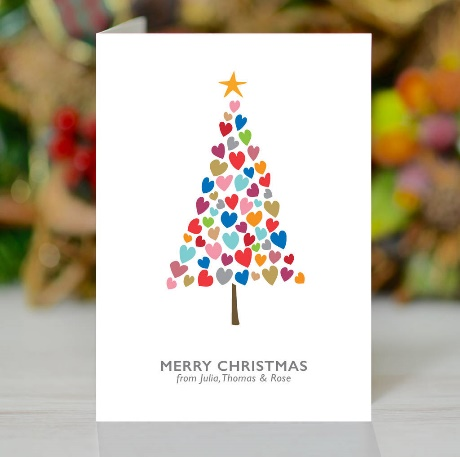 MERRY CHRISTMAS
from Julia,Thomas & Rose